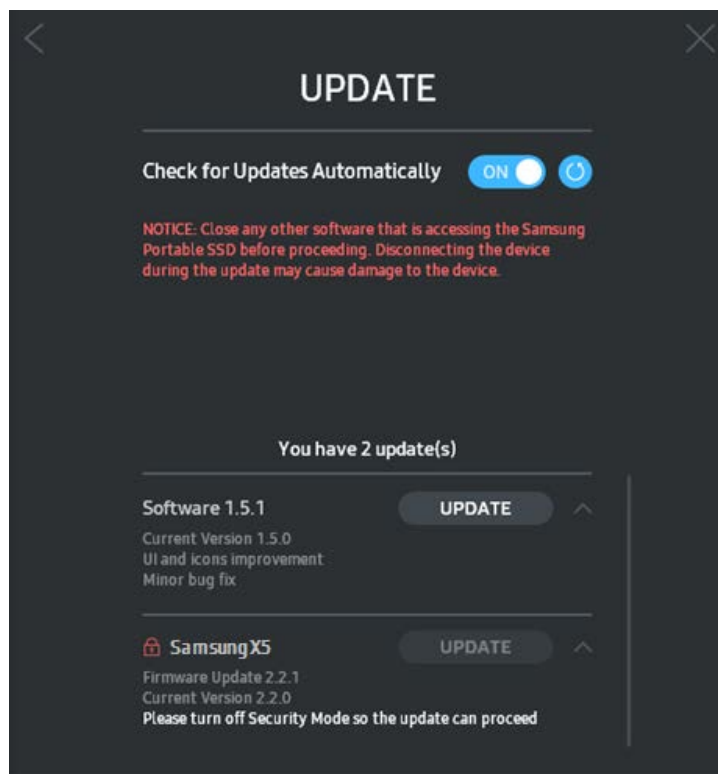 UPDATE
Check for Updates Automatically ON
NOTICE: Close any other software that is accessing the Samsung
Portable SSD before proceeding. Disconnecting the device
during the update may cause damage to the device.
You have 2 update(s)
Software 1.5.1 UPDATE
Current Version 1.5.0
UI and icons improvement
Minor bug fix
Samsung X5 UPDATE
Firmware Update 2.2.1
Current Version 2.2.0
Please turn off Security Mode so the update can proceed